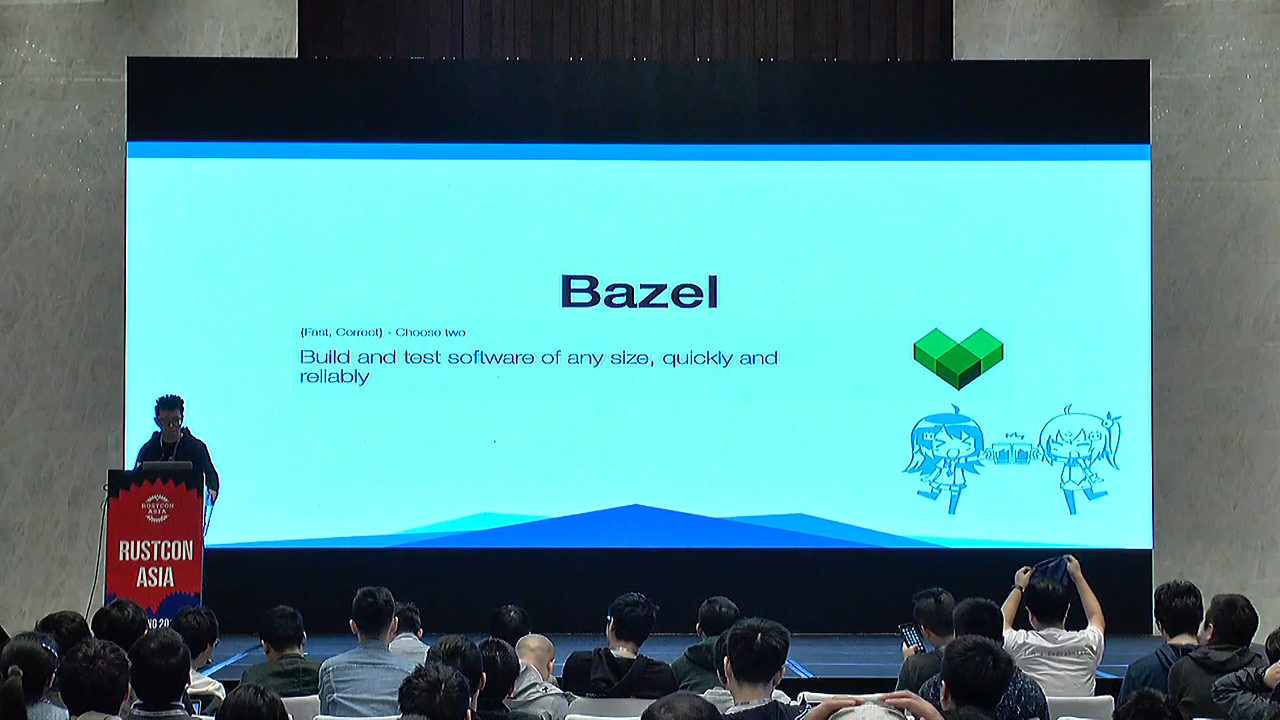 Bazel
{Fast, Correct} - Choose two
Build and test software of any size, quickly and
reliably
RUSTCON
ASIA
RUSTCON
ASIA